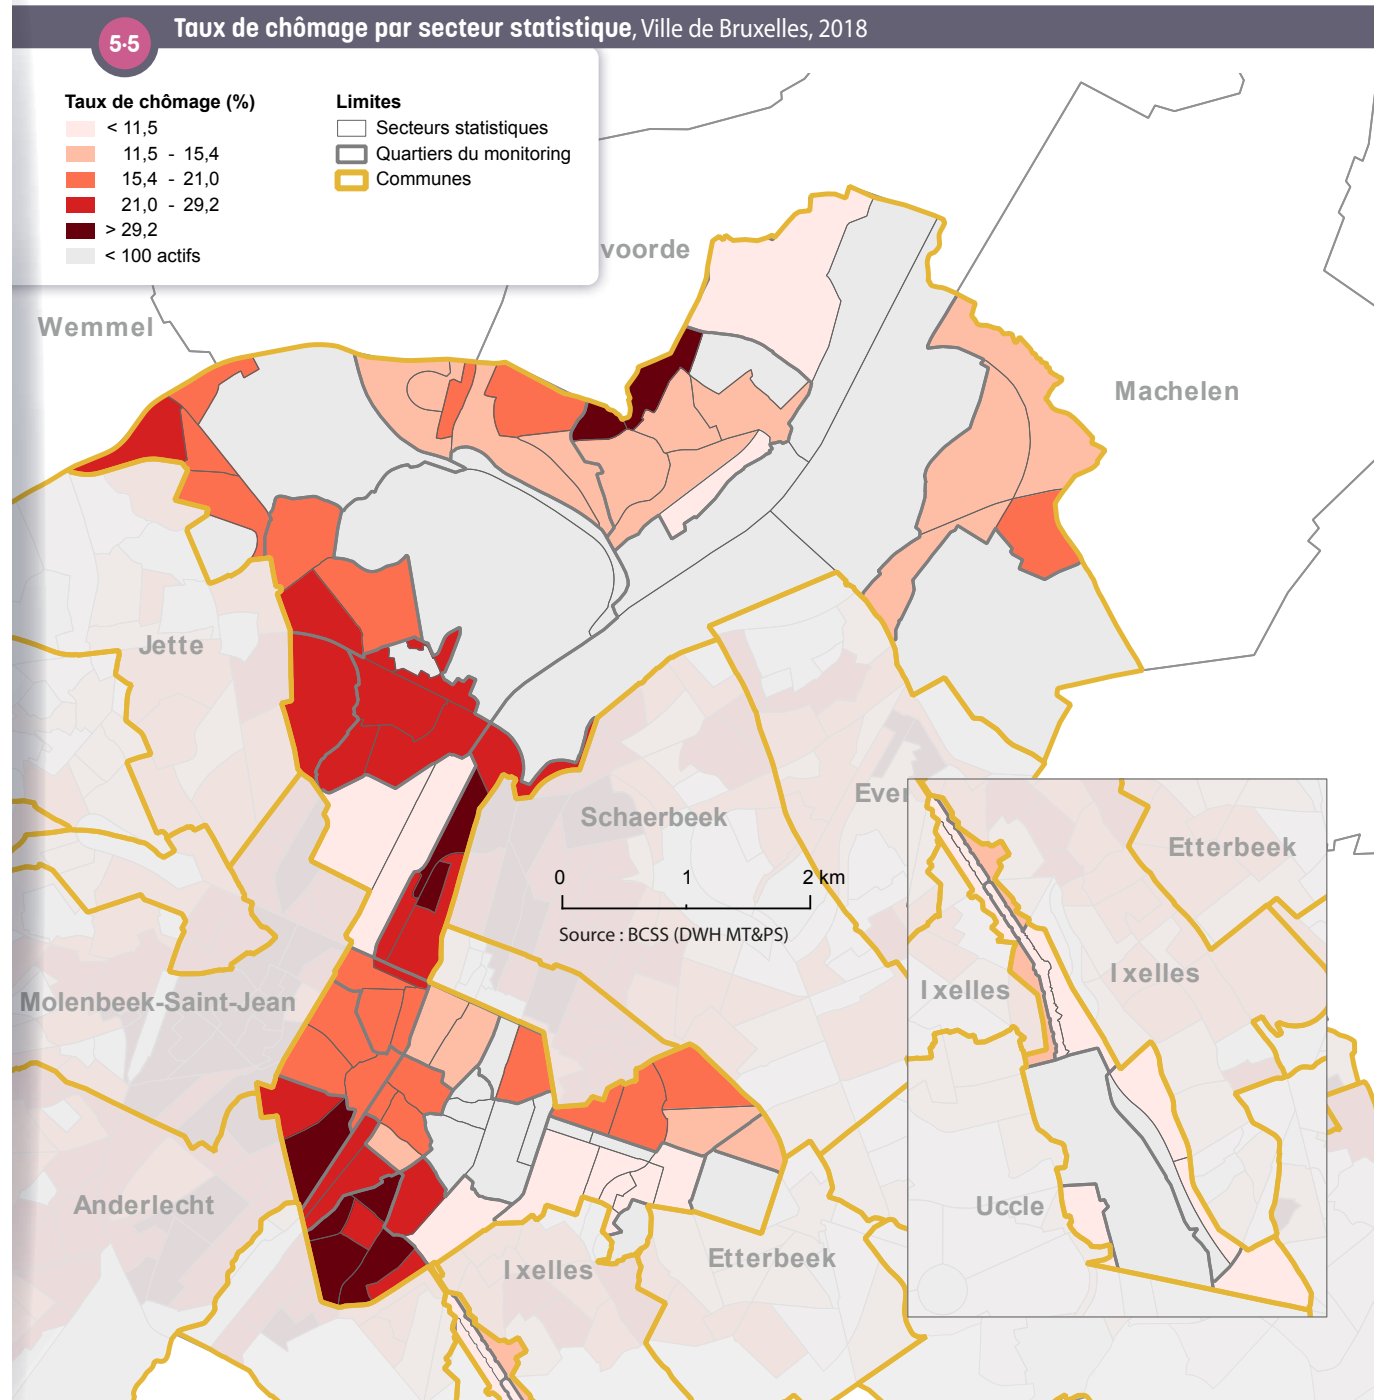 5·5
Taux de chômage par secteur statistique, Ville de Bruxelles, 2018
Taux de chômage (%)
< 11,5
11,5 - 15,4
15,4 - 21,0
21,0 - 29,2
> 29,2
< 100 actifs
Limites
Secteurs statistiques
Quartiers du monitoring
Communes
voorde
Wemmel
Machelen
Jette
Schaerbeek
Ever
Etterbeek
0 1 2 km
Source : BCSS (DWH MT&PS)
Ixelles
Ixelles
Molenbeek-Saint-Jean
Anderlecht
Uccle
Ixelles
Etterbeek